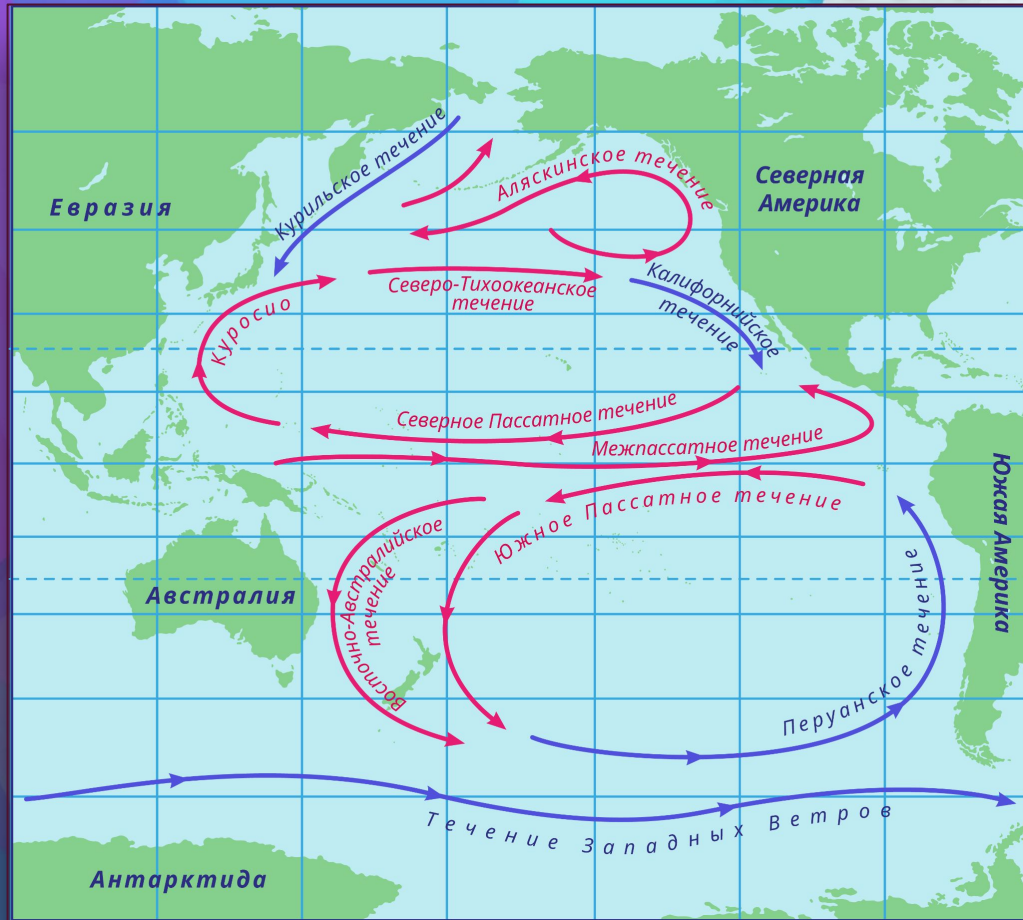 Курильское течение
Аляскинское течение
Северная
Америка
Евразия
Калифорнийское
течение
Северо-Тихоокеанское
течение
Куросио
Северное Пассатное течение
Межпассатное течение
Южное Пассатное течение
Южная Америка
Восточно-Австралийское
течение
Австралия
Перуанское течение
Течение Западных Ветров
Антарктида